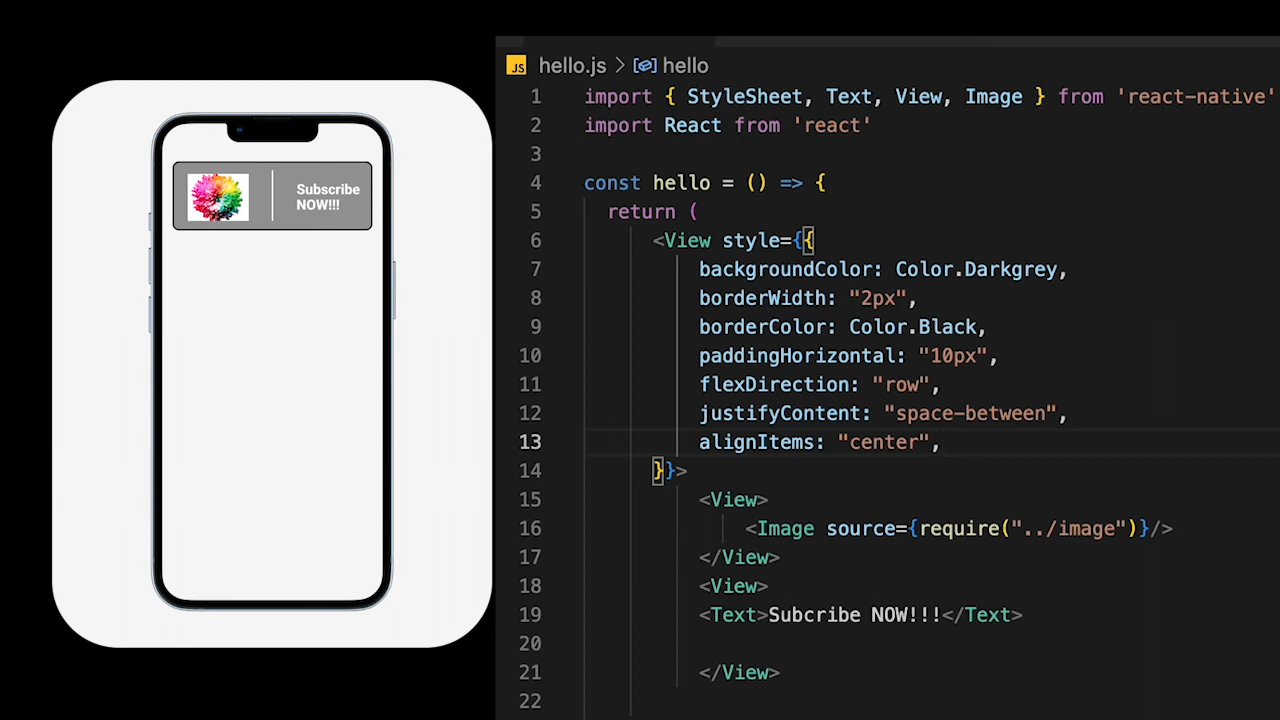 Subscribe
NOW!!!
JS hello.js > hello
1 import { StyleSheet, Text, View, Image } from 'react-native'
2 import React from 'react'
3
4 const hello = () => {
5 return (
6 <View style={{
7 backgroundColor: Color.Darkgrey,
8 borderWidth: "2px",
9 borderColor: Color.Black,
10 paddingHorizontal: "10px",
11 flexDirection: "row",
12 justifyContent: "space-between",
13 alignItems: "center",
14 }}>
15 <View>
16 <Image source={require("../image")}/>
17 </View>
18 <View>
19 <Text>Subcribe NOW!!!</Text>
20
21 </View>
22